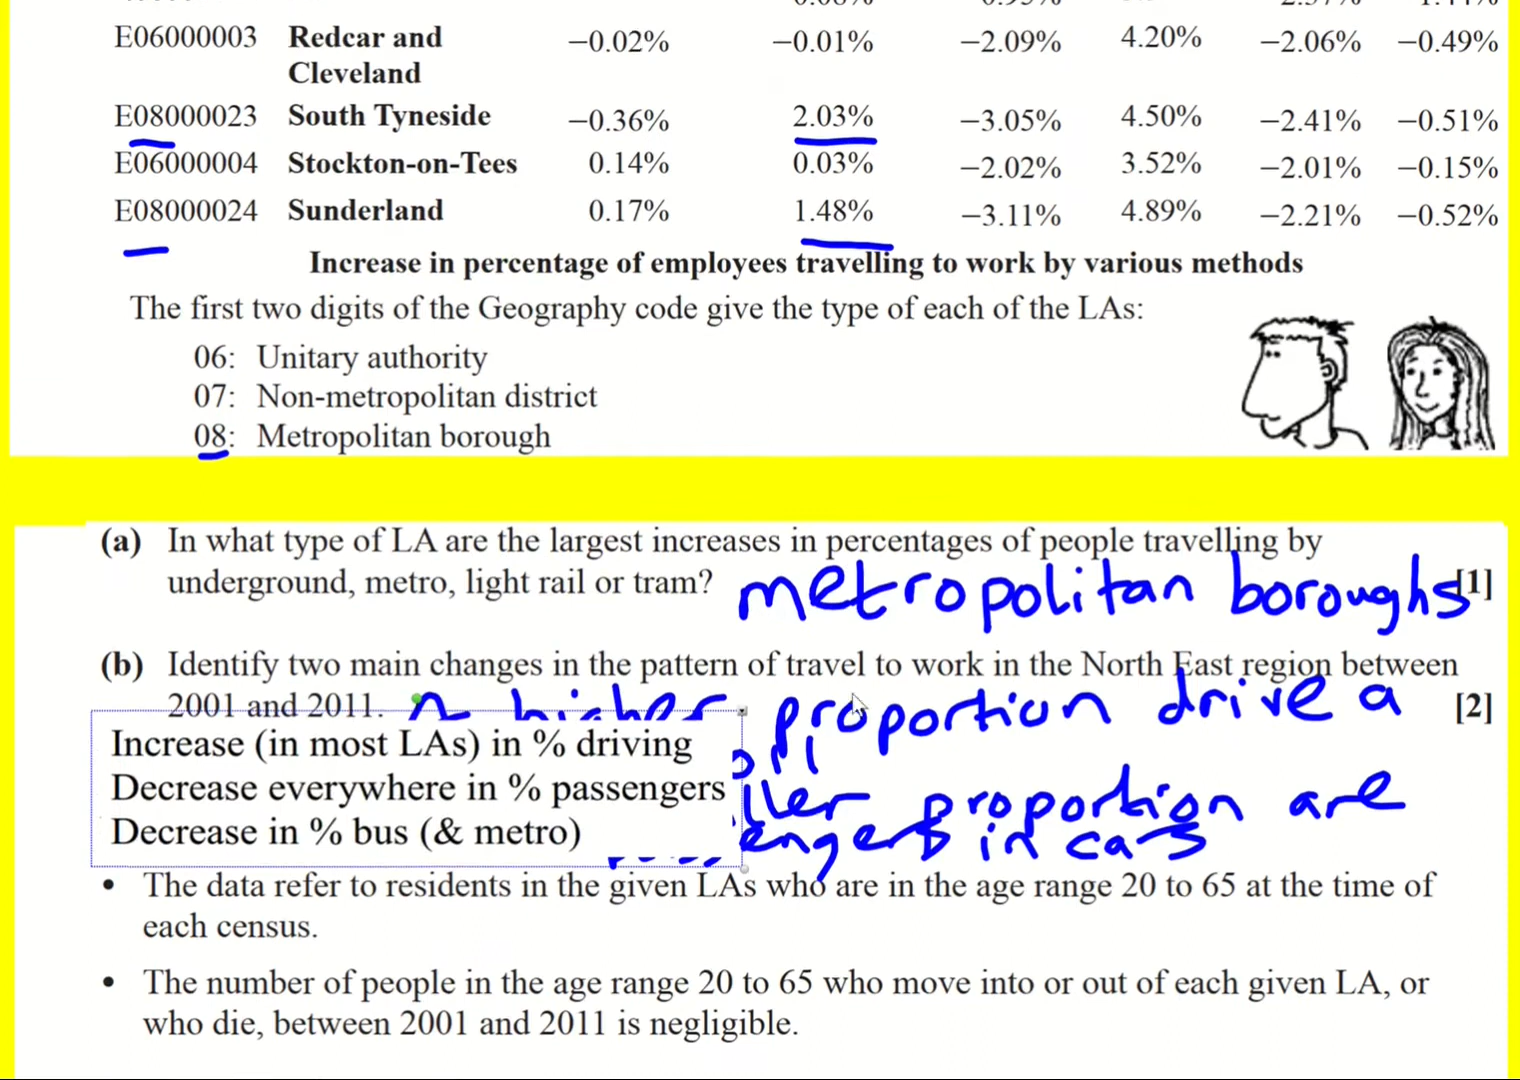 E06000003 Redcar and Cleveland −0.02% −0.01% −2.09% 4.20% −2.06% −0.49%
E08000023 South Tyneside −0.36% 2.03% −3.05% 4.50% −2.41% −0.51%
E06000004 Stockton-on-Tees 0.14% 0.03% −2.02% 3.52% −2.01% −0.15%
E08000024 Sunderland 0.17% 1.48% −3.11% 4.89% −2.21% −0.52%
Increase in percentage of employees travelling to work by various methods
The first two digits of the Geography code give the type of each of the LAs:
06: Unitary authority
07: Non-metropolitan district
08: Metropolitan borough
(a) In what type of LA are the largest increases in percentages of people travelling by
underground, metro, light rail or tram? metropolitan boroughs [1]
(b) Identify two main changes in the pattern of travel to work in the North East region between
2001 and 2011. higher proportion drive a [2]
Increase (in most LAs) in % driving
Decrease everywhere in % passengers proportion are
Decrease in % bus (& metro) in cars
• The data refer to residents in the given LAs who are in the age range 20 to 65 at the time of
each census.
• The number of people in the age range 20 to 65 who move into or out of each given LA, or
who die, between 2001 and 2011 is negligible.